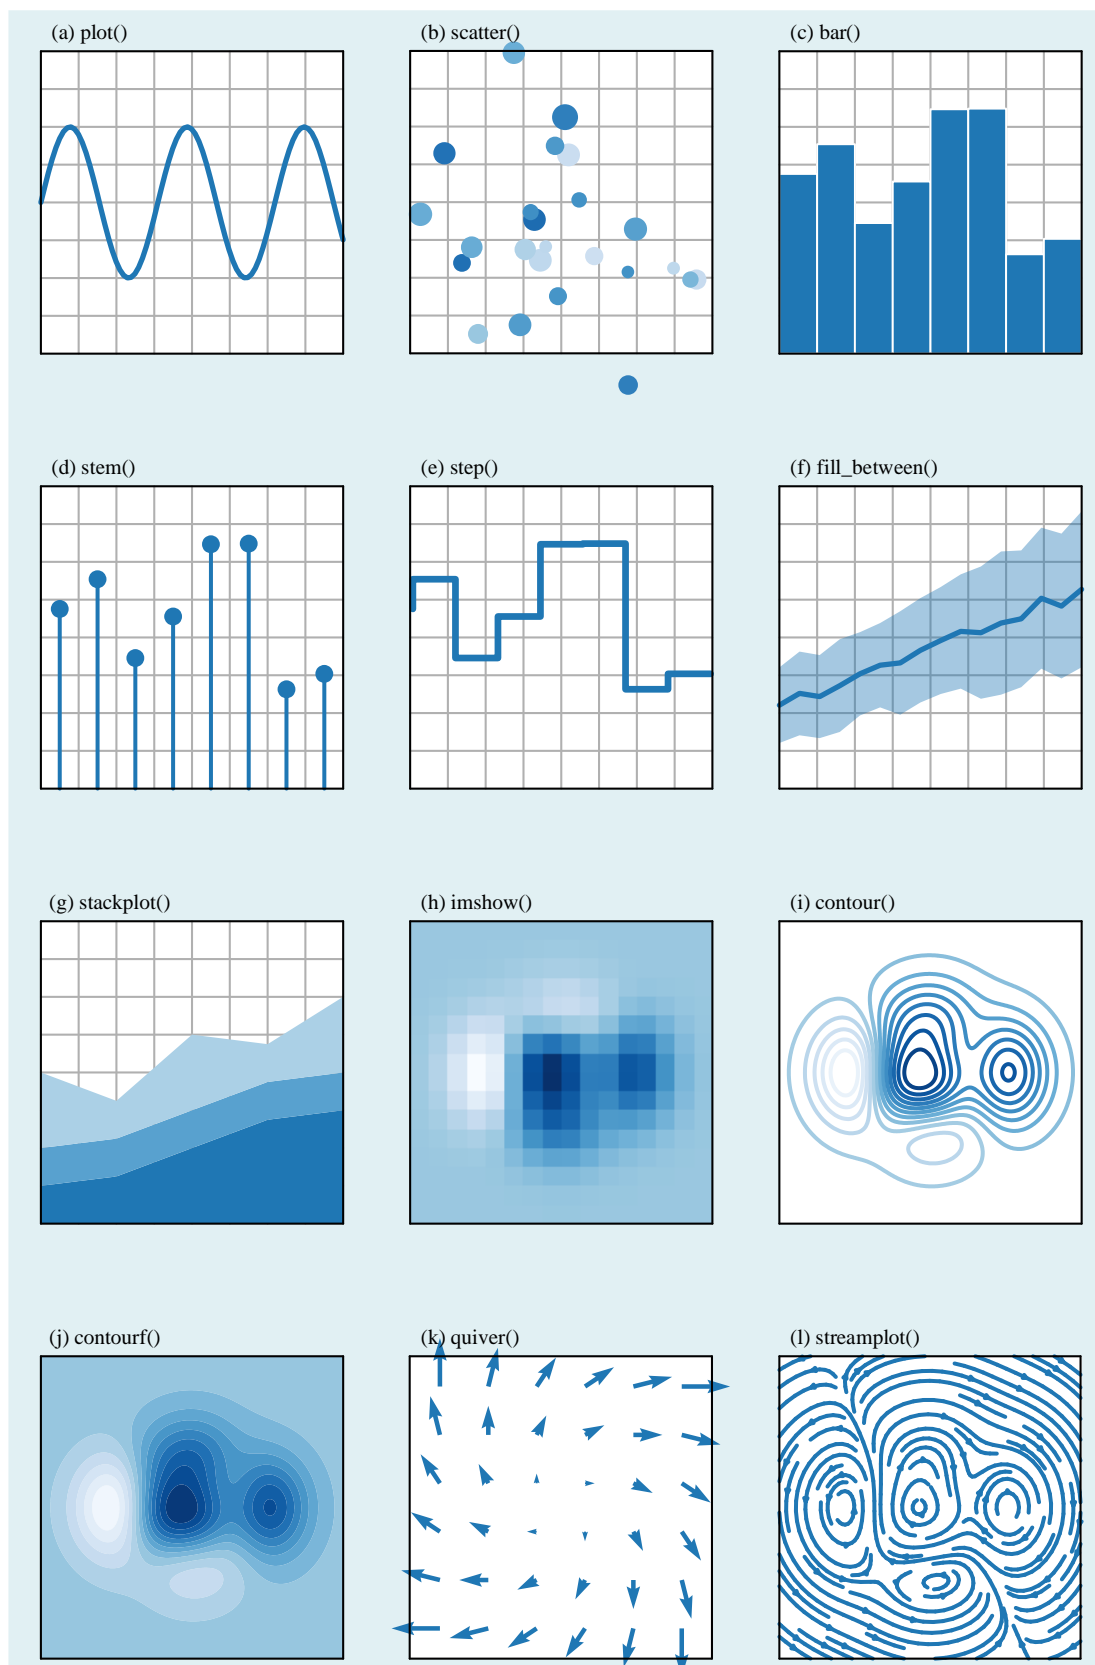 (a) plot()
(b) scatter()
(c) bar()
(d) stem()
(e) step()
(f) fill_between()
(g) stackplot()
(h) imshow()
(i) contour()
(j) contourf()
(k) quiver()
(l) streamplot()